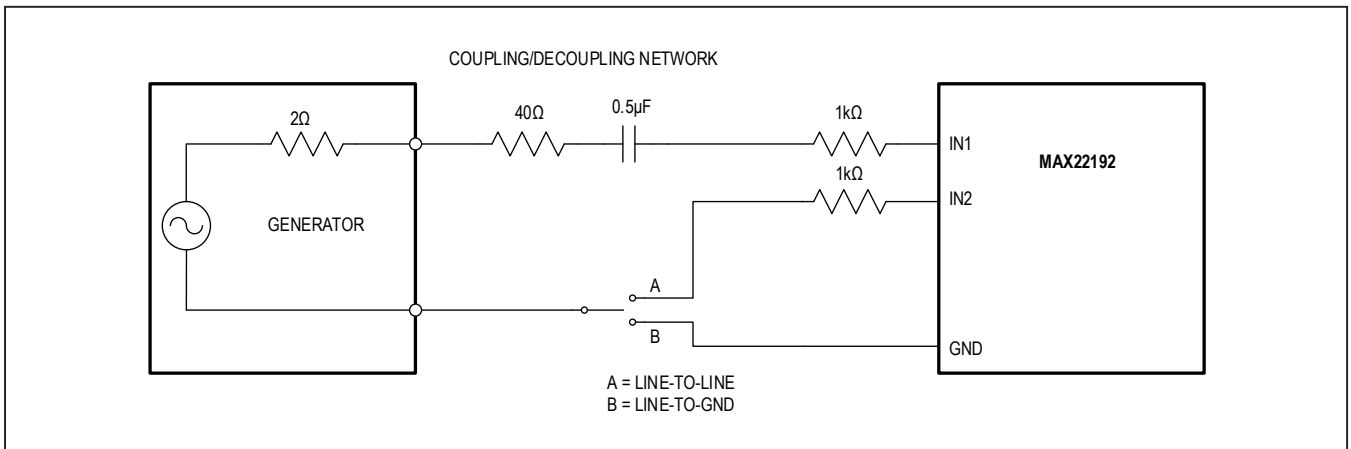 COUPLING/DECOUPLING NETWORK
2Ω
40Ω
0.5µF
1kΩ
IN1
MAX22192
1kΩ
IN2
GENERATOR
A
B
GND
A = LINE-TO-LINE
B = LINE-TO-GND